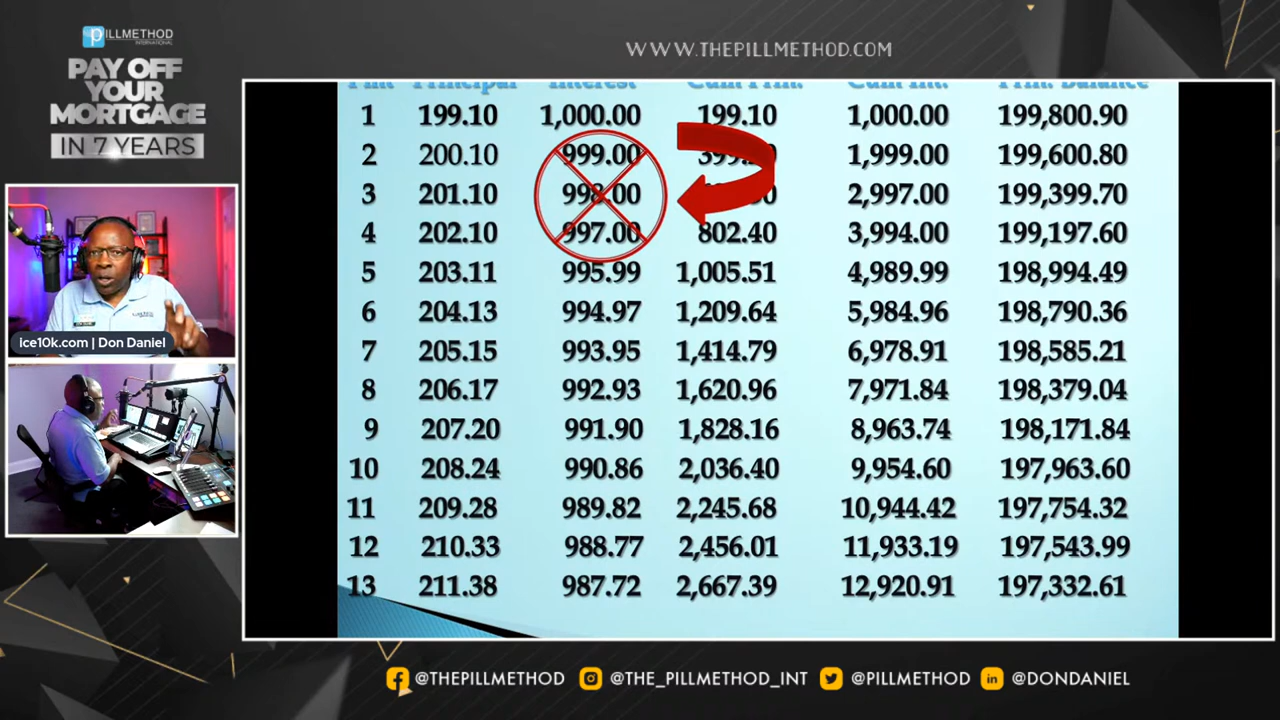 PILLMETHOD
INTERNATIONAL
PAY OFF
YOUR
MORTGAGE
IN 7 YEARS
WWW.THEPILLMETHOD.COM
Pmt Principal Interest Cum Prin. Cum Int. Prin. Balance
1 199.10 1,000.00 199.10 1,000.00 199,800.90
2 200.10 999.00 1,999.00 199,600.80
3 201.10 998.00 2,997.00 199,399.70
4 202.10 997.00 802.40 3,994.00 199,197.60
5 203.11 995.99 1,005.51 4,989.99 198,994.49
6 204.13 994.97 1,209.64 5,984.96 198,790.36
7 205.15 993.95 1,414.79 6,978.91 198,585.21
8 206.17 992.93 1,620.96 7,971.84 198,379.04
9 207.20 991.90 1,828.16 8,963.74 198,171.84
10 208.24 990.86 2,036.40 9,954.60 197,963.60
11 209.28 989.82 2,245.68 10,944.42 197,754.32
12 210.33 988.77 2,456.01 11,933.19 197,543.99
13 211.38 987.72 2,667.39 12,920.91 197,332.61
ice10k.com | Don Daniel
@THEPILLMETHOD @THE_PILLMETHOD_INT @PILLMETHOD @DONDANIEL